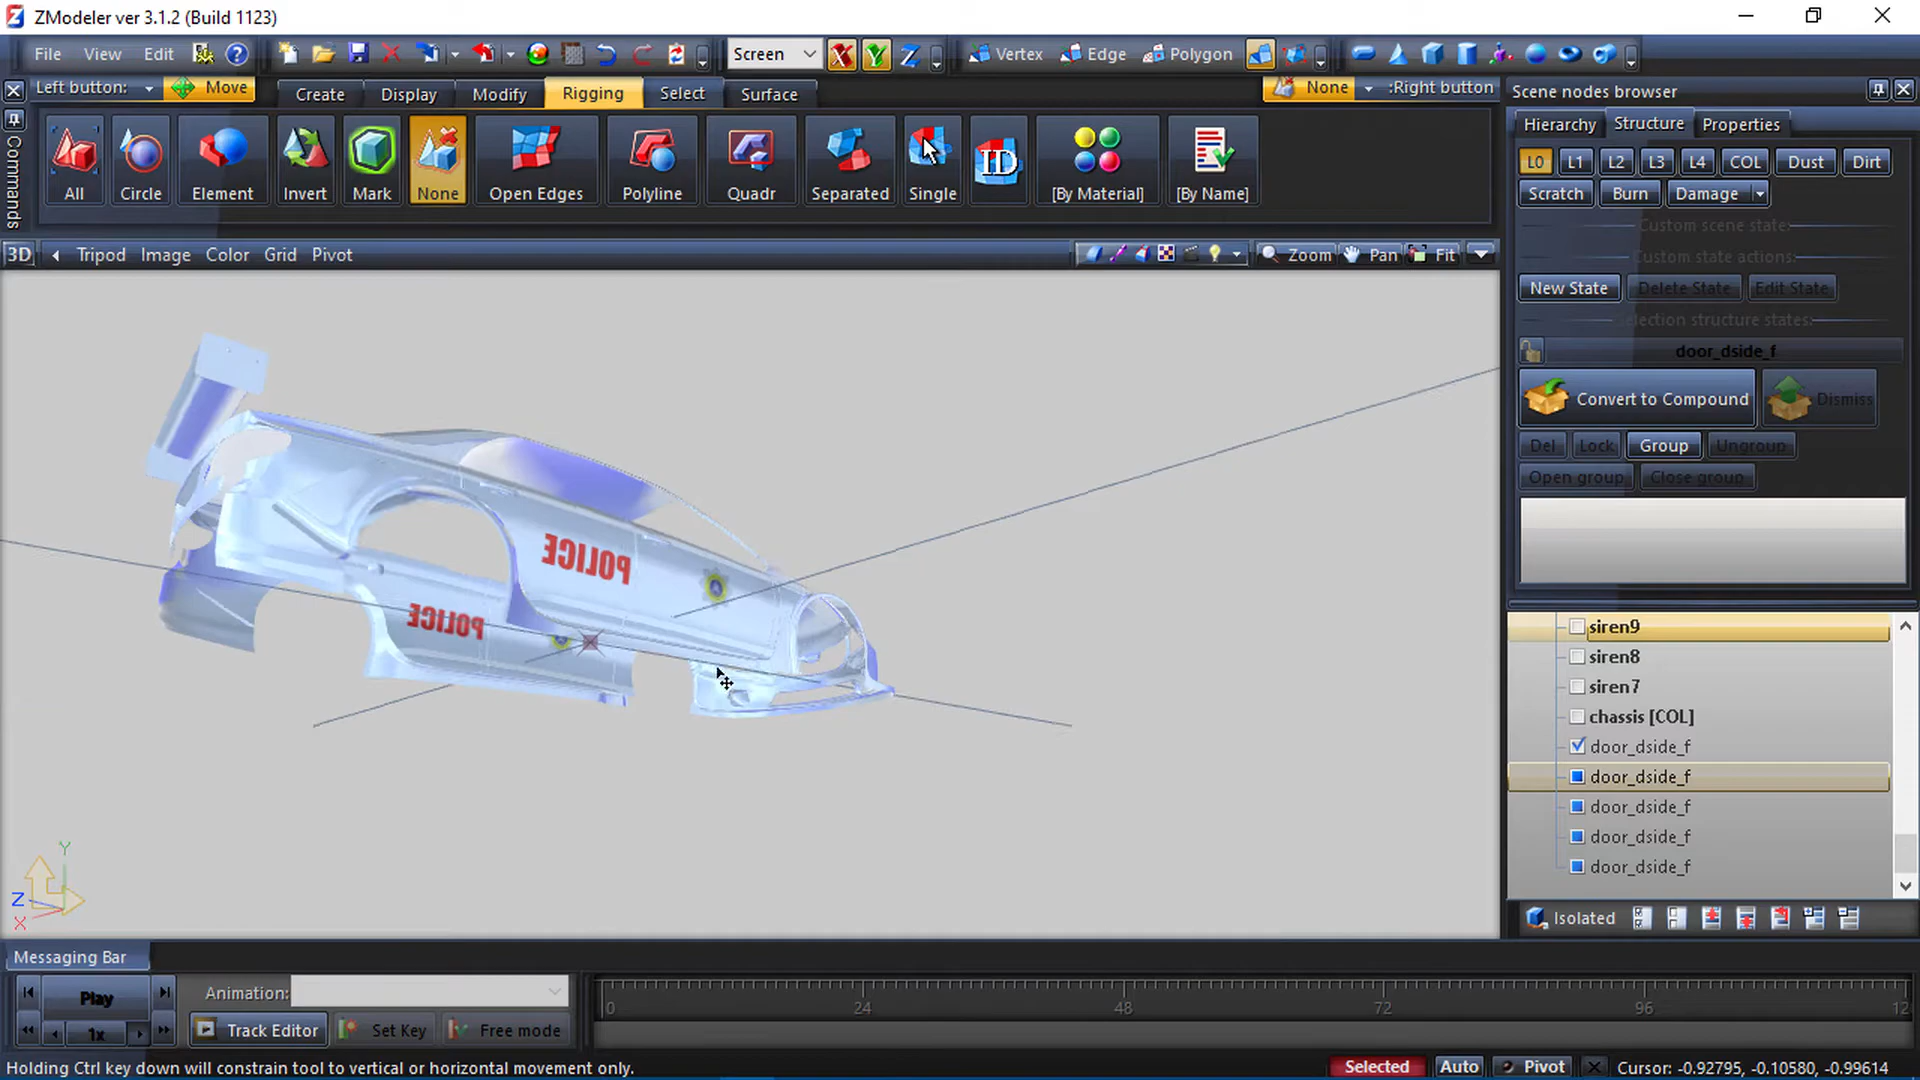 ZModeler ver 3.1.2 (Build 1123)
File View Edit
Screen
Vertex Edge Polygon
Left button: Move
Create Display Modify Rigging Select Surface
None :Right button
Commands
All Circle Element Invert Mark None Open Edges Polyline Quadr Separated Single ID [By Material] [By Name]
3D Tripod Image Color Grid Pivot
Zoom Pan Fit
POLICE
POLICE
Z Y X
Scene nodes browser
Hierarchy Structure Properties
L0 L1 L2 L3 L4 COL Dust Dirt
Scratch Burn Damage
Custom scene state:
Custom state actions:
New State Delete State Edit State
Selection structure states:
door_dside_f
Convert to Compound Dismiss
Del Lock Group Ungroup
Open group Close group
siren9
siren8
siren7
chassis [COL]
door_dside_f
door_dside_f
door_dside_f
door_dside_f
door_dside_f
Isolated
Messaging Bar
Play
1x
Animation:
Track Editor Set Key Free mode
0 24 48 72 96 12
Holding Ctrl key down will constrain tool to vertical or horizontal movement only.
Selected Auto Pivot Cursor: -0.92795, -0.10580, -0.99614